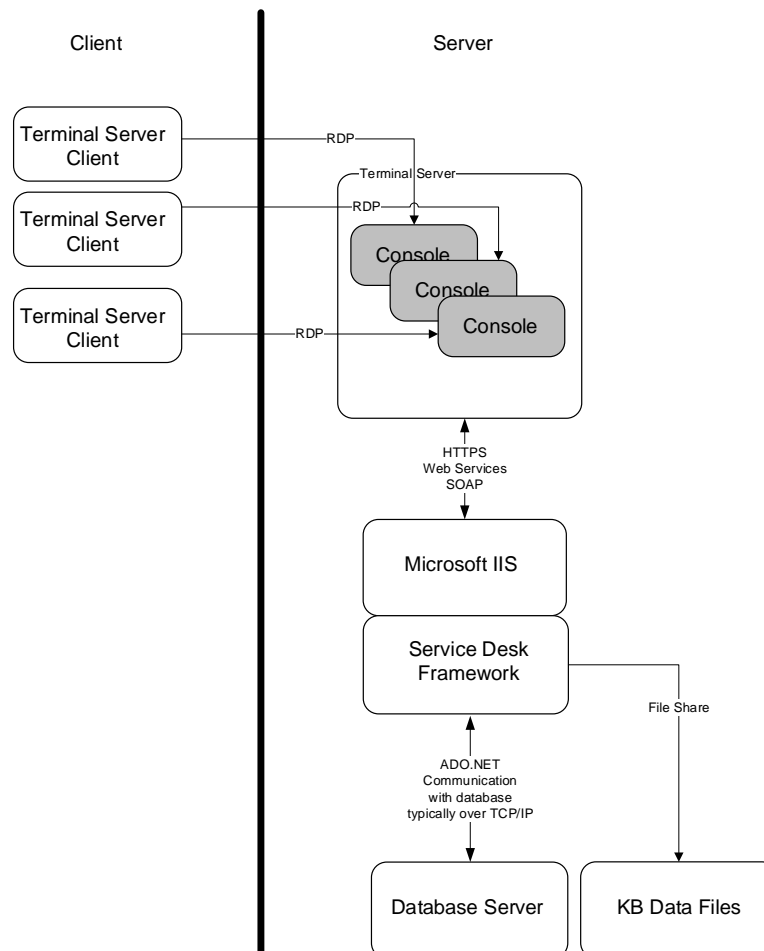 Client
Server
Terminal Server
Client
RDP
Terminal Server
Terminal Server
Client
RDP
Console
Console
Console
Terminal Server
Client
RDP
HTTPS
Web Services
SOAP
Microsoft IIS
Service Desk
Framework
File Share
ADO.NET
Communication
with database
typically over TCP/IP
Database Server
KB Data Files